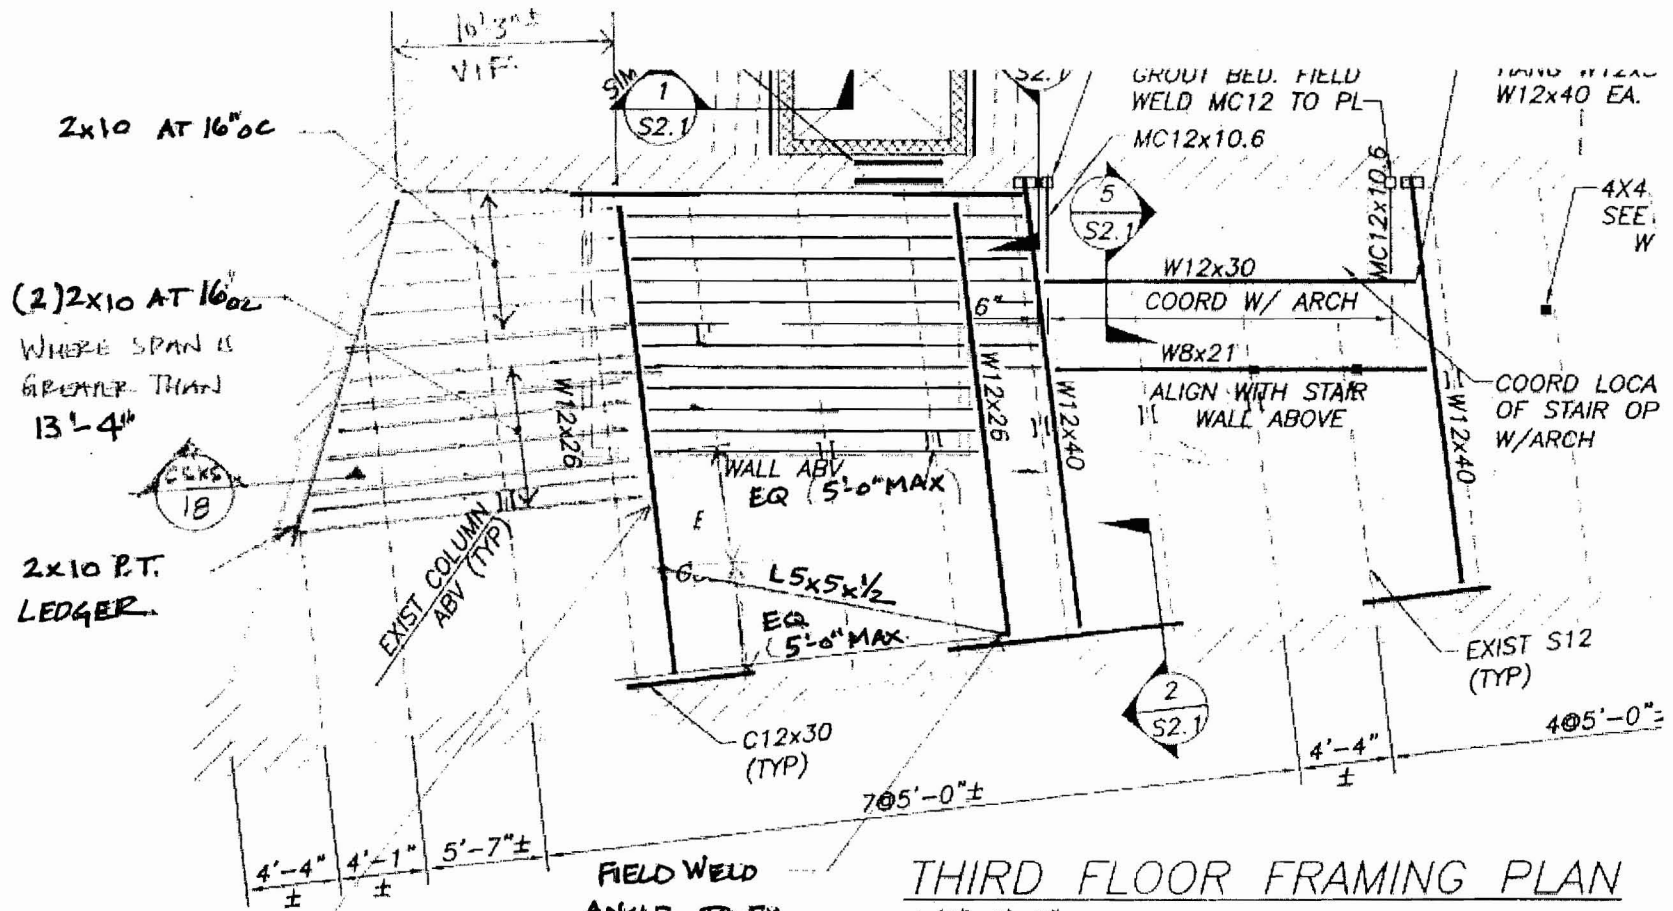 10'-3"±
VIF.
SIM
1
S2.1
S2.1
GROUT BED. FIELD
WELD MC12 TO PL
MC12x10.6
W12x40 EA.
2x10 AT 16"oc
MC12x10.6
5
S2.1
4X4
SEE
W
(2) 2x10 AT 16"oc
WHERE SPAN IS
GREATER THAN
13'-4"
W12x30
COORD W/ ARCH
6"
W8x21
ALIGN WITH STAIR
WALL ABOVE
COORD LOCA
OF STAIR OP
W/ARCH
W12x26
W12x26
W12x40
W12x40
18
WALL ABV
EQ (5'-0" MAX)
EXIST COLUMN
ABV (TYP)
E
2x10 P.T.
LEDGER.
L5x5x1/2
EQ
(5'-0" MAX.
EXIST S12
(TYP)
2
S2.1
C12x30
(TYP)
4'-4"
±
4@5'-0"±
7@5'-0"±
4'-4"
±
4'-1"
±
5'-7"±
FIELD WELD
THIRD FLOOR FRAMING PLAN